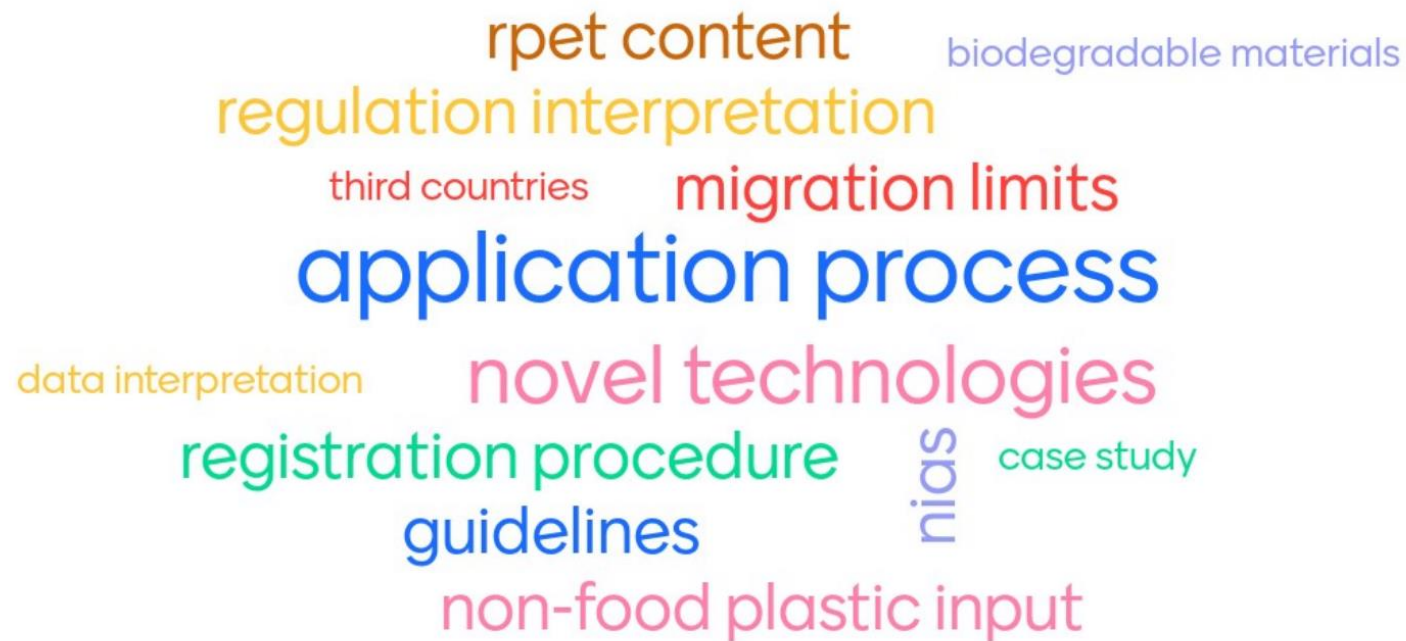 rpet content
biodegradable materials
regulation interpretation
third countries
migration limits
application process
novel technologies
data interpretation
registration procedure
nias
case study
guidelines
non-food plastic input